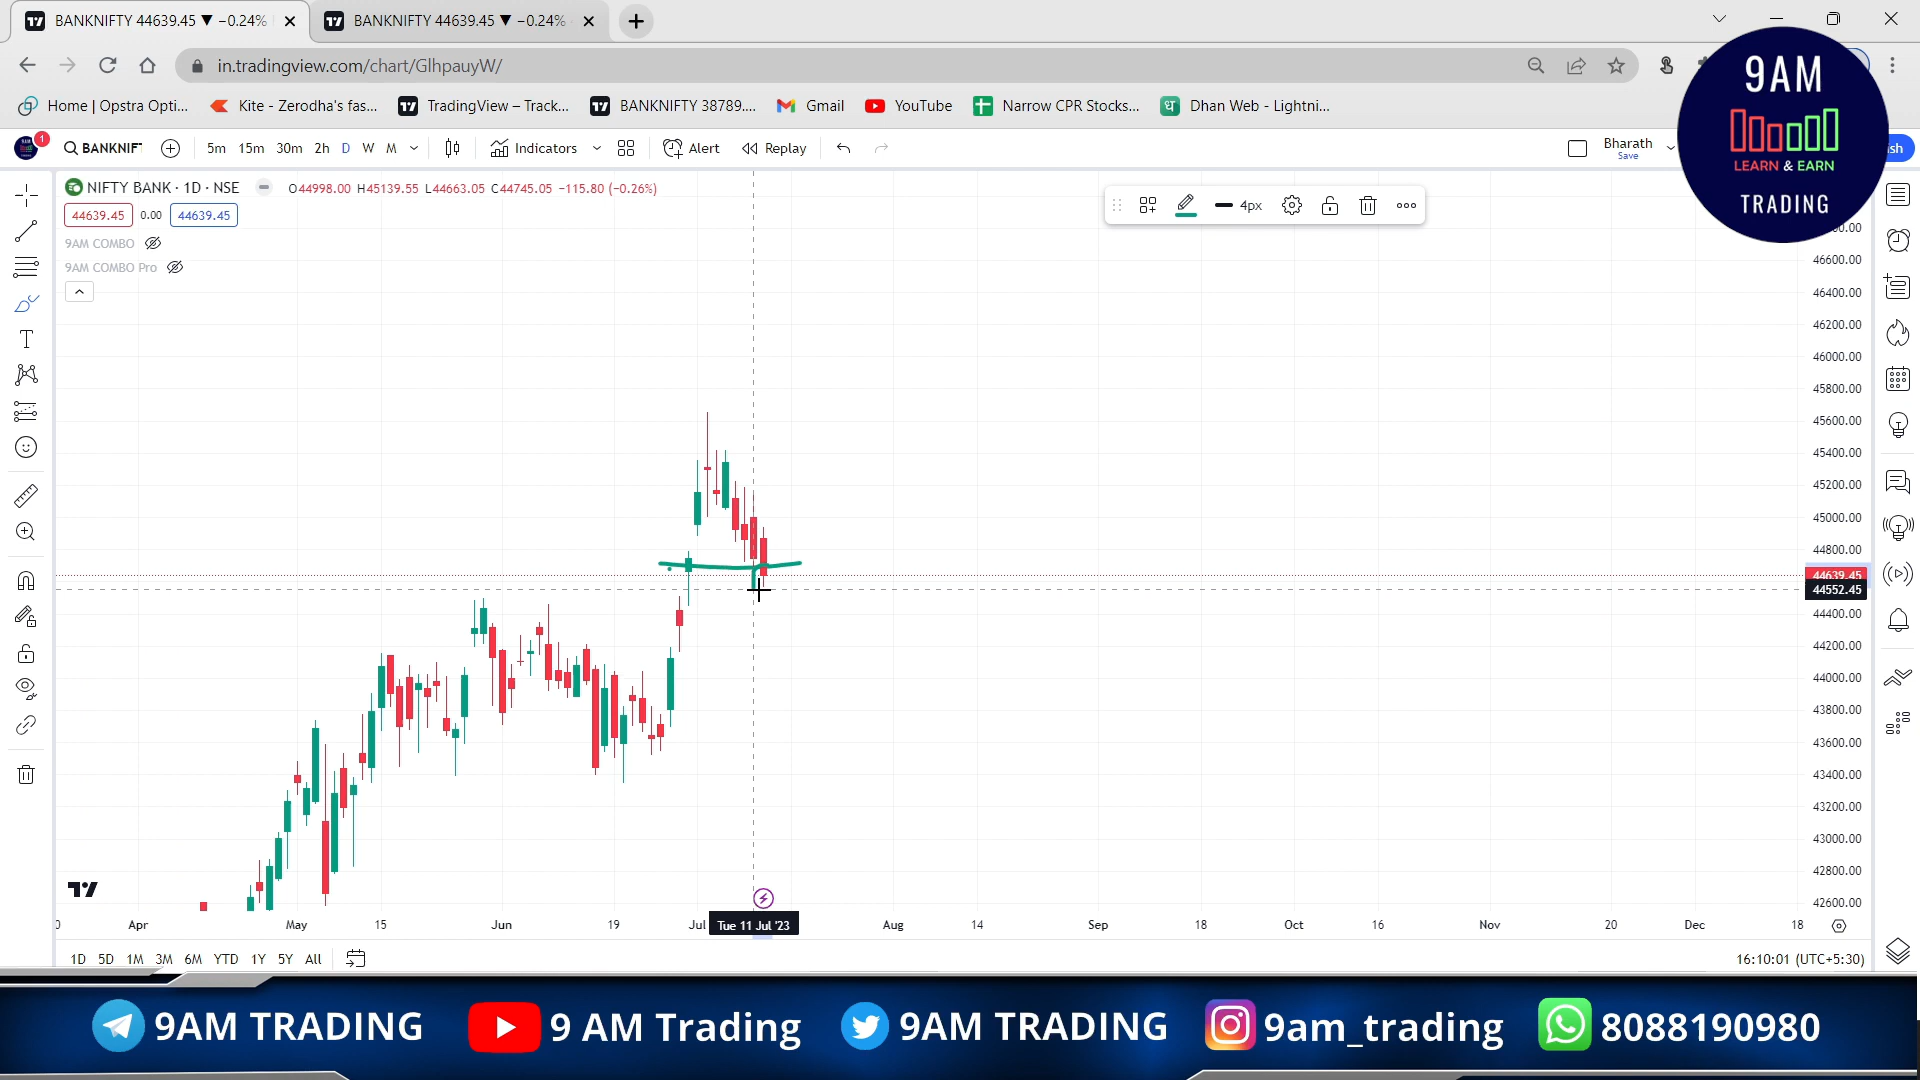 BANKNIFTY 44639.45 ▼ −0.24%
BANKNIFTY 44639.45 ▼ −0.24%
in.tradingview.com/chart/GlhpauyW/
Home | Opstra Opti...
Kite - Zerodha's fas...
TradingView – Track...
BANKNIFTY 38789....
Gmail
YouTube
Narrow CPR Stocks...
Dhan Web - Lightni...
9AM
LEARN & EARN
TRADING
1
BANKNIF
5m 15m 30m 2h D W M
Indicators
Alert
Replay
Bharath
Save
sh
NIFTY BANK · 1D · NSE
O44998.00 H45139.55 L44663.05 C44745.05 −115.80 (−0.26%)
44639.45 0.00 44639.45
9AM COMBO
9AM COMBO Pro
4px
46600.00
46400.00
46200.00
46000.00
45800.00
45600.00
45400.00
45200.00
45000.00
44800.00
44639.45
44552.45
44400.00
44200.00
44000.00
43800.00
43600.00
43400.00
43200.00
43000.00
42800.00
42600.00
Apr May 15 Jun 19 Jul Tue 11 Jul '23 Aug 14 Sep 18 Oct 16 Nov 20 Dec 18
1D 5D 1M 3M 6M YTD 1Y 5Y All
16:10:01 (UTC+5:30)
9AM TRADING
9 AM Trading
9AM TRADING
9am_trading
8088190980